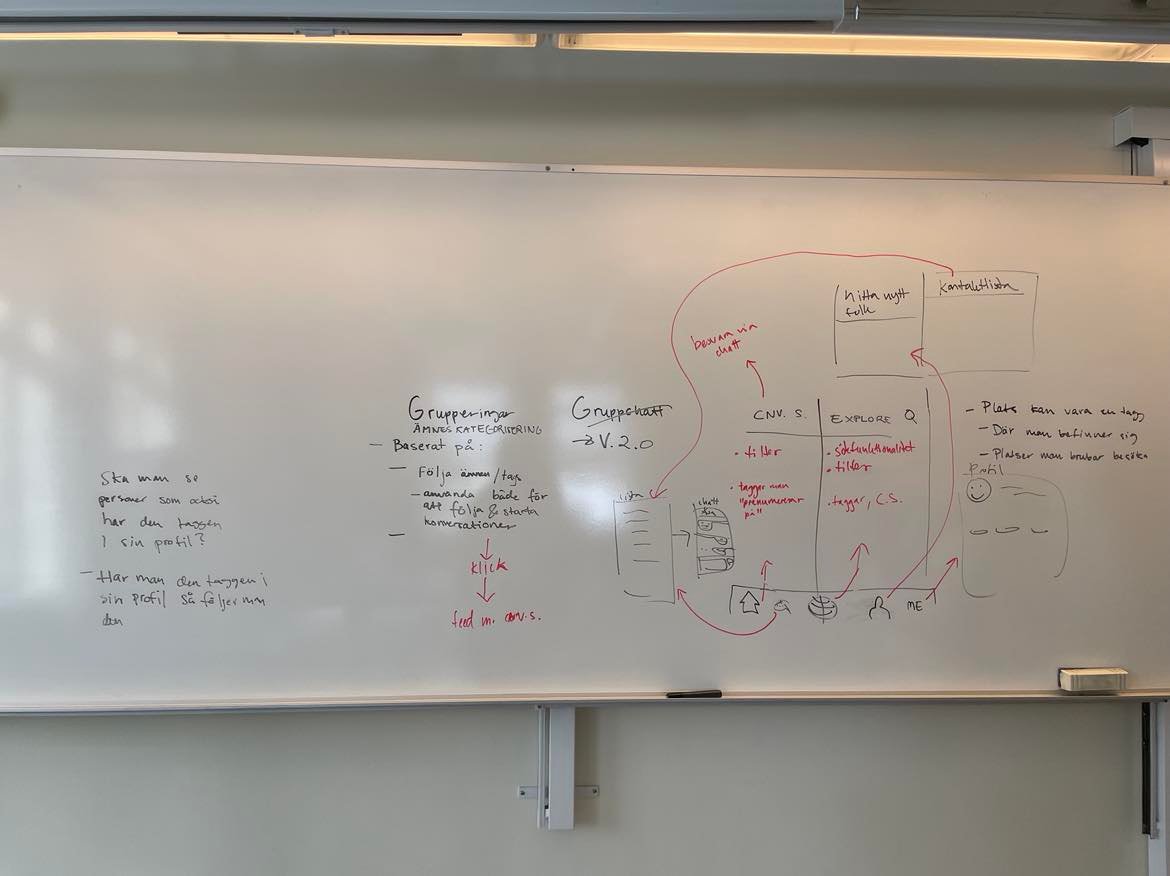 Ska man se
personer som också
har den taggen
i sin profil?
- Har man den taggen i
sin profil så följer man
den
Grupperingar
ÄMNESKATEGORISERING
- Baserat på:
- Följa ämnen/tags
- använda både för
att följa & starta
konversationer
-
klick
feed m. conv.s.
Gruppchatt
→ V.2.0
lista
chatt
besvara via
chatt
CNV. S.
• filter
• taggar man
"prenumererar
på"
EXPLORE Q
• sökfunktionalitet
• filter
• taggar, C.S.
hitta nytt
folk
Kontaktlista
ME
- Plats kan vara en tagg
- Där man befinner sig
- Platser man brukar besöka
Profil